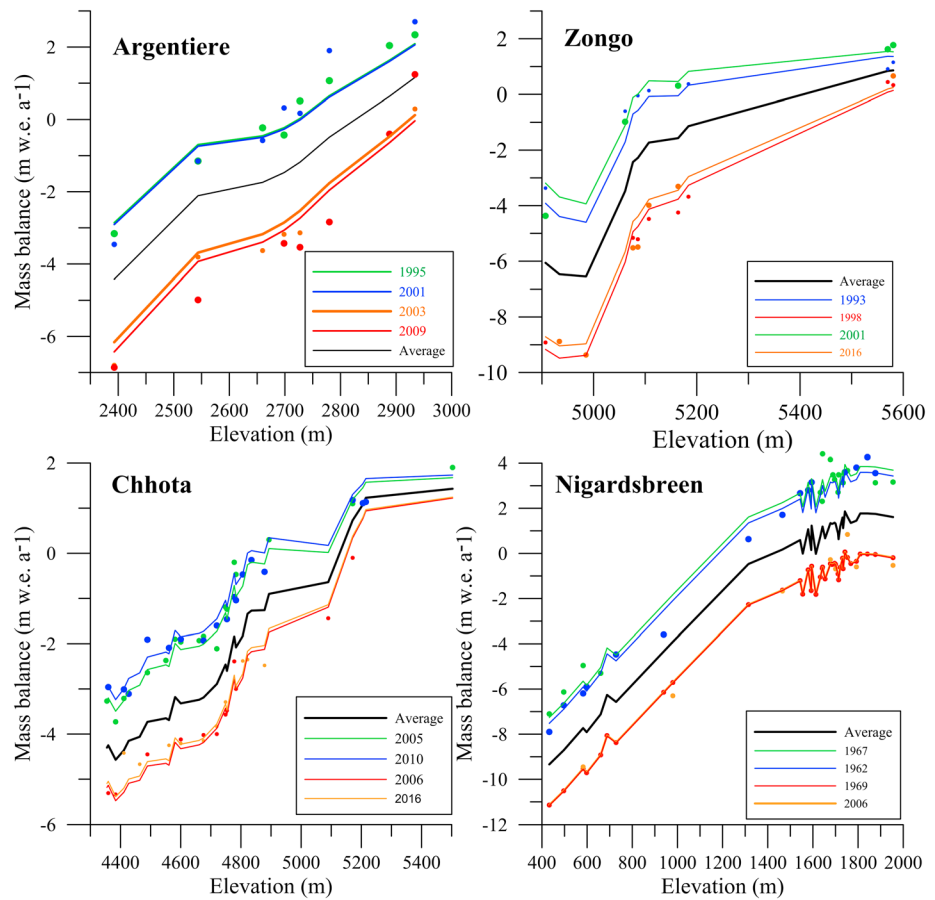 Argentiere
Mass balance (m w.e. a-1)
2
0
-2
-4
-6
2400 2500 2600 2700 2800 2900 3000
Elevation (m)
1995
2001
2003
2009
Average
Zongo
2
0
-2
-4
-6
-8
-10
5000 5200 5400 5600
Elevation (m)
Average
1993
1998
2001
2016
Chhota
Mass balance (m w.e. a-1)
2
0
-2
-4
-6
4400 4600 4800 5000 5200 5400
Elevation (m)
Average
2005
2010
2006
2016
Nigardsbreen
Mass balance (m w.e. a-1)
4
2
0
-2
-4
-6
-8
-10
-12
400 600 800 1000 1200 1400 1600 1800 2000
Elevation (m)
Average
1967
1962
1969
2006